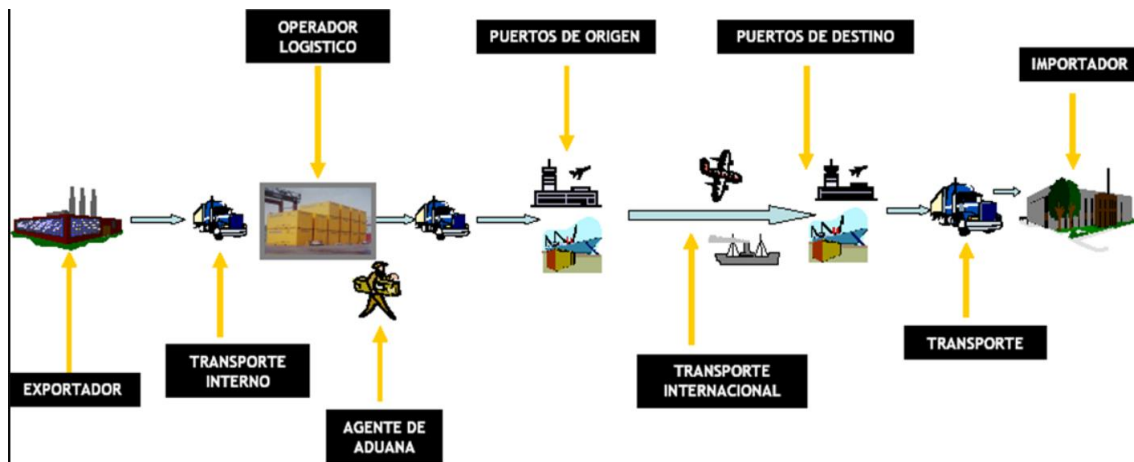 OPERADOR
LOGISTICO
PUERTOS DE ORIGEN
PUERTOS DE DESTINO
IMPORTADOR
EXPORTADOR
TRANSPORTE
INTERNO
AGENTE DE
ADUANA
TRANSPORTE
INTERNACIONAL
TRANSPORTE